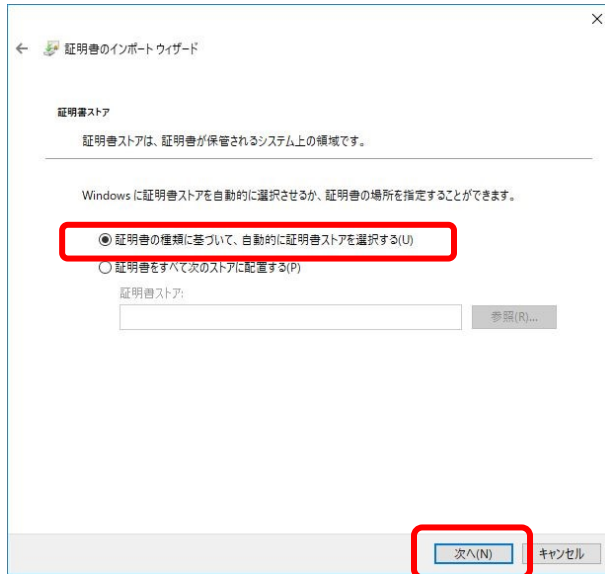 証明書のインポート ウィザード
証明書ストア
証明書ストアは、証明書が保管されるシステム上の領域です。
Windows に証明書ストアを自動的に選択させるか、証明書の場所を指定することができます。
証明書の種類に基づいて、自動的に証明書ストアを選択する(U)
証明書をすべて次のストアに配置する(P)
証明書ストア:
参照(R)...
次へ(N) キャンセル